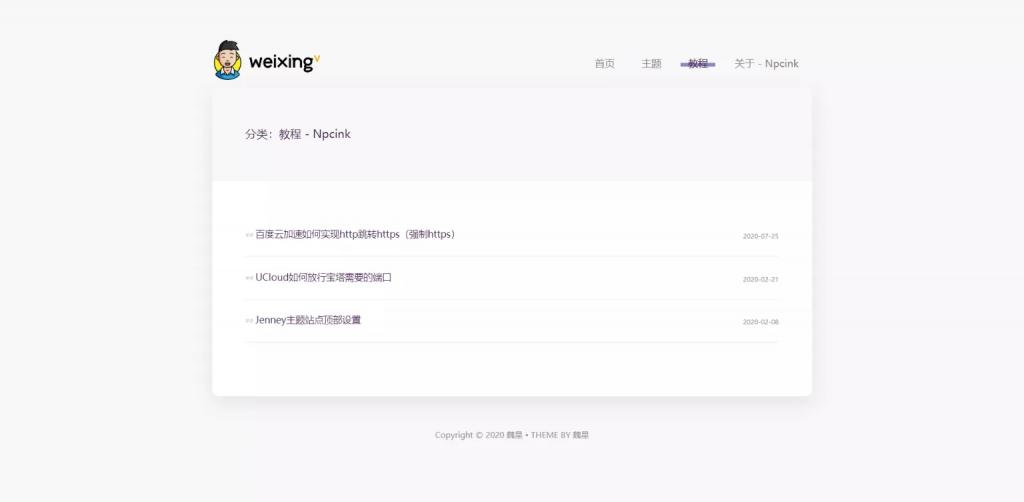 weixing V
首页 主题 教程 关于 - Npcink
分类：教程 - Npcink
## 百度云加速如何实现http跳转https（强制https） 2020-07-25
## UCloud如何放行宝塔需要的端口 2020-02-21
## Jenney主题站点顶部设置 2020-02-08
Copyright © 2020 魏星 • THEME BY 魏星